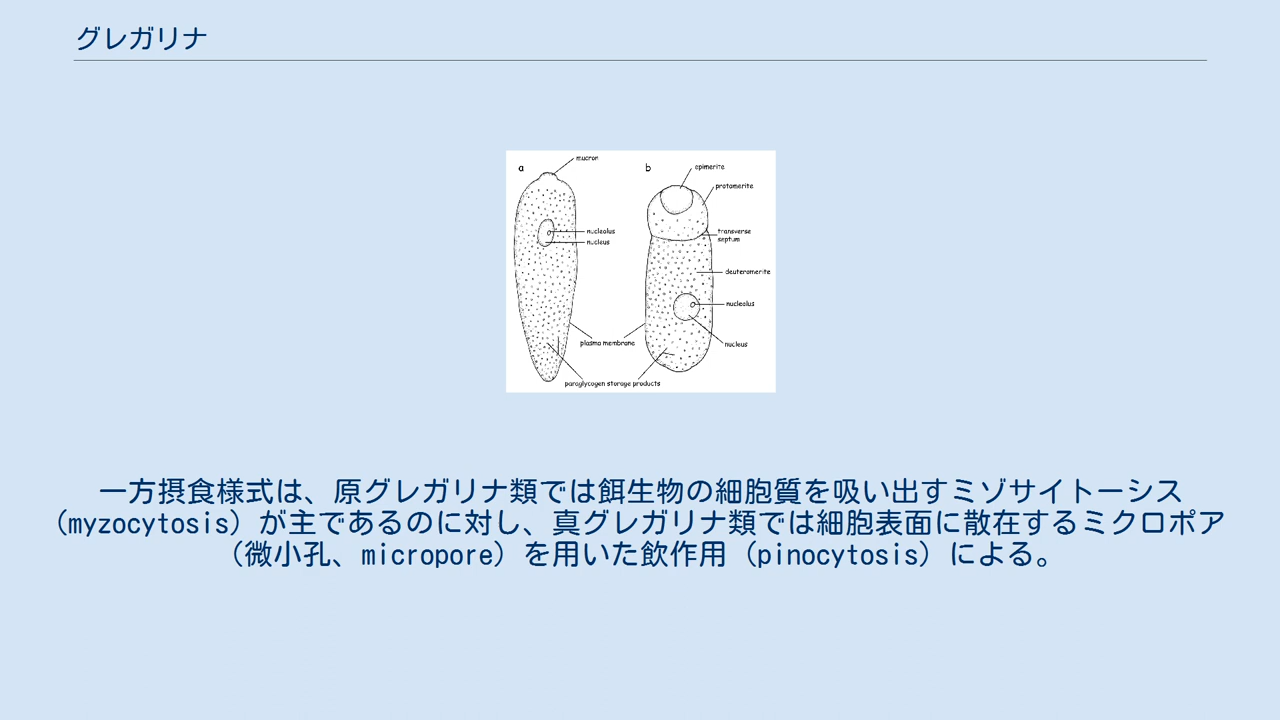 グレガリナ
a
mucron
nucleolus
nucleus
b
epimerite
protomerite
transverse
septum
deuteromerite
nucleolus
nucleus
plasma membrane
paraglycogen storage products
一方摂食様式は、原グレガリナ類では餌生物の細胞質を吸い出すミゾサイトーシス
（myzocytosis）が主であるのに対し、真グレガリナ類では細胞表面に散在するミクロポア
（微小孔、micropore）を用いた飲作用（pinocytosis）による。